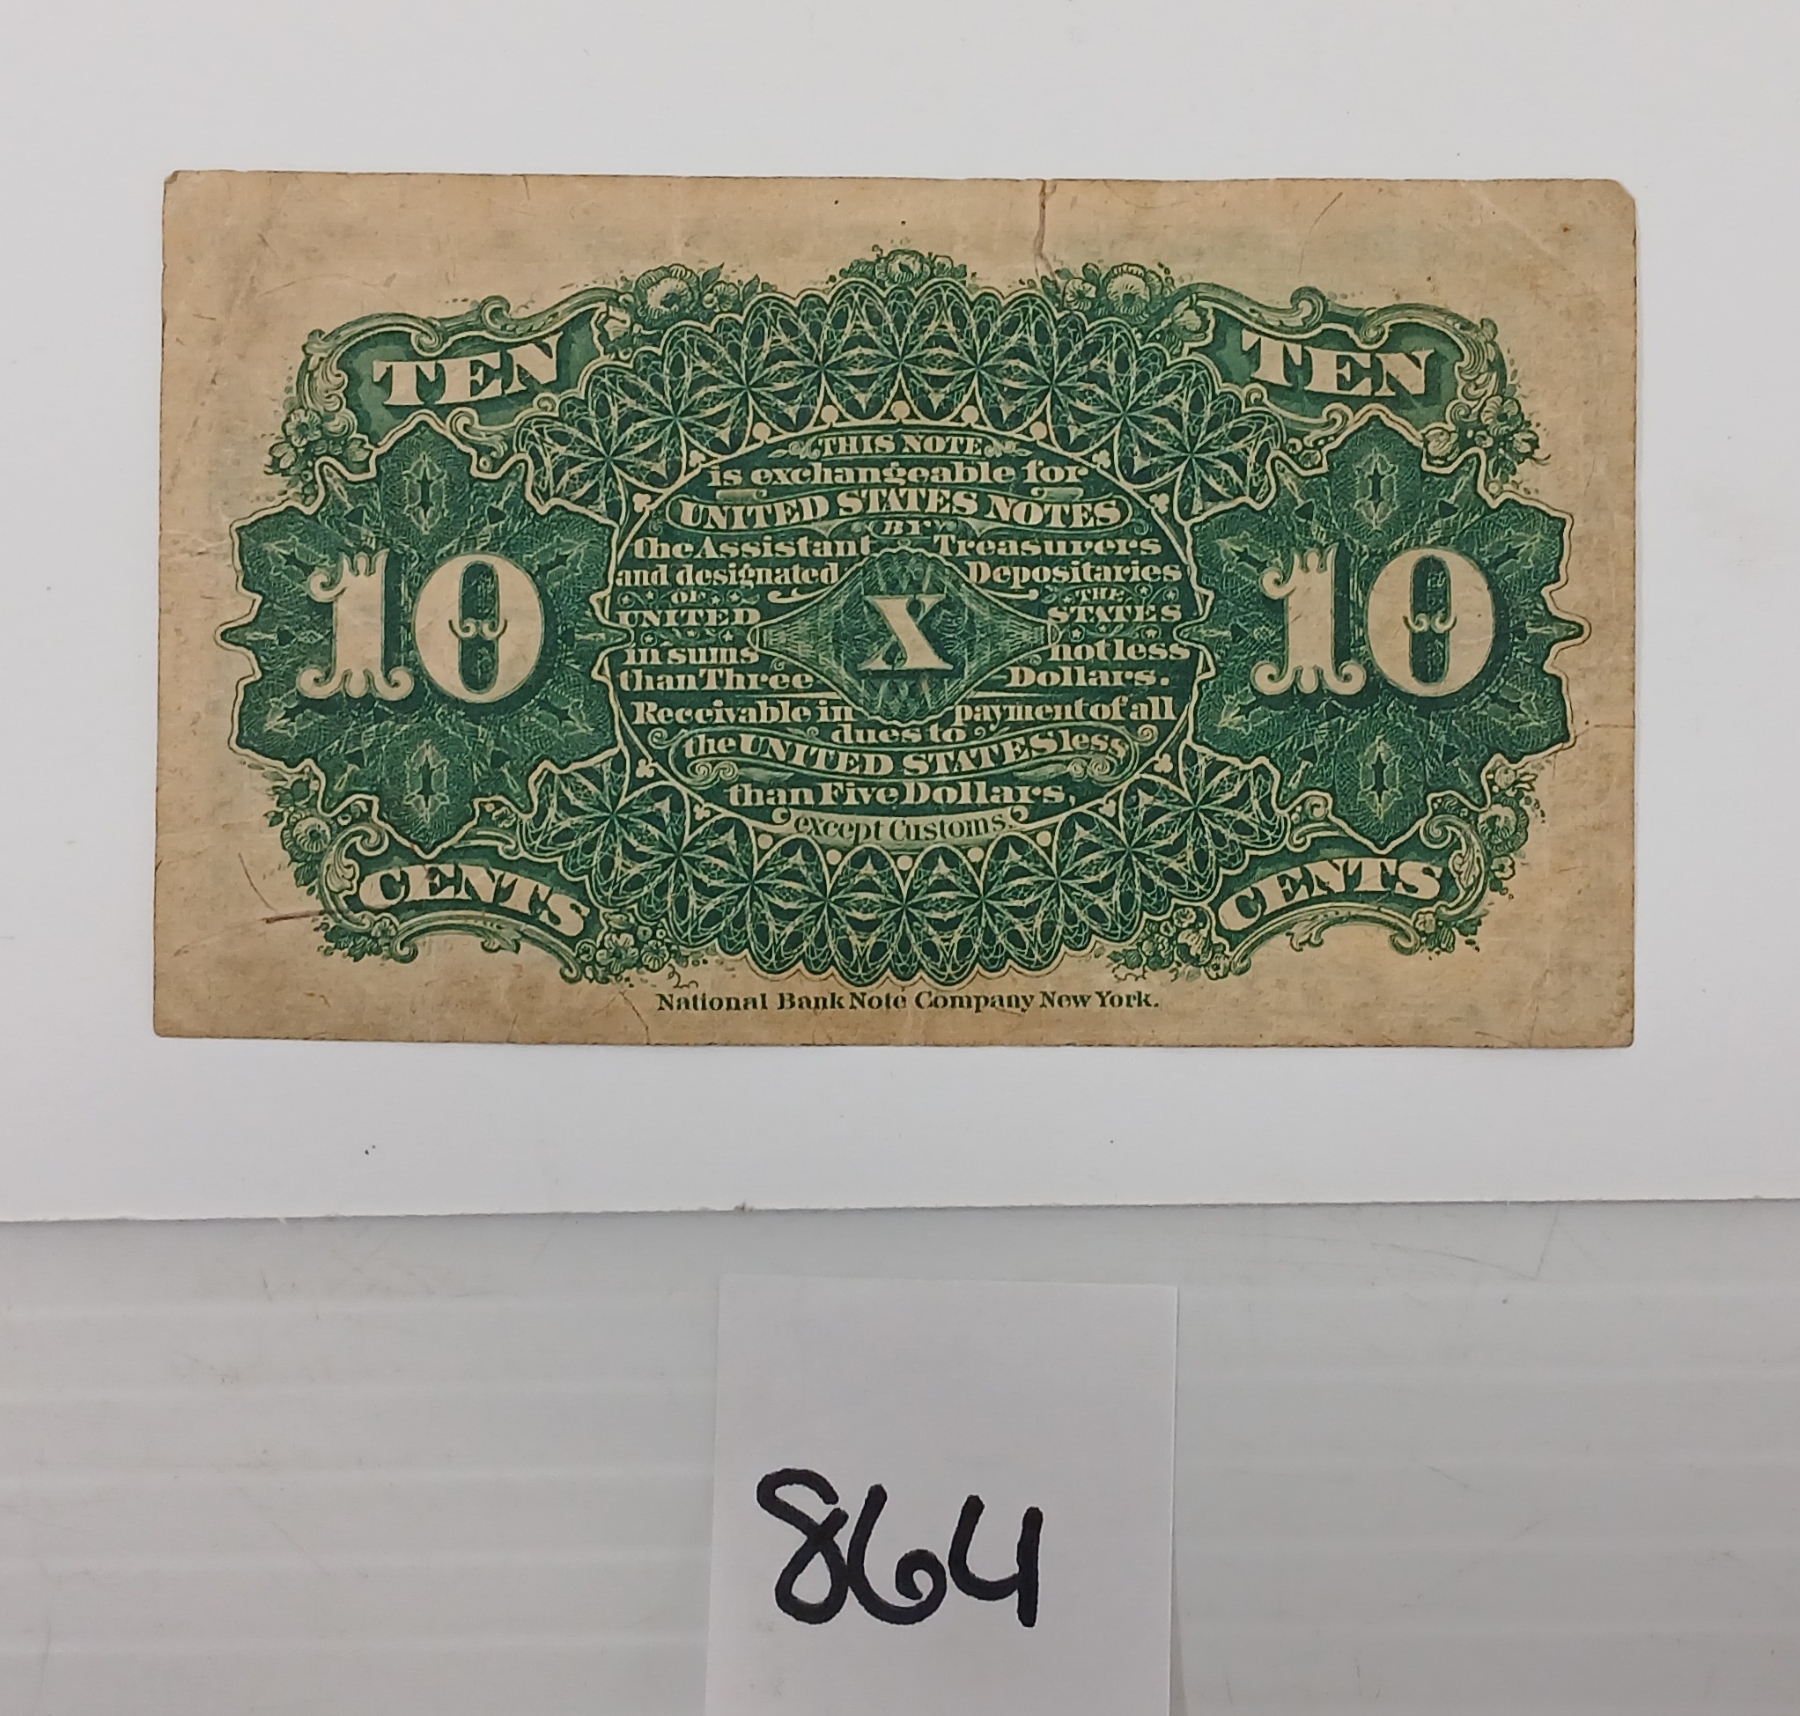 TEN TEN
THIS NOTE
is exchangeable for
UNITED STATES NOTES
BY
the Assistant Treasurers
and designated Depositaries
OF THE
UNITED STATES
in sums not less
than Three Dollars.
Receivable in payment of all
dues to
the UNITED STATES less
than Five Dollars,
except Customs.
10 X 10
CENTS CENTS
National Bank Note Company New York.
864